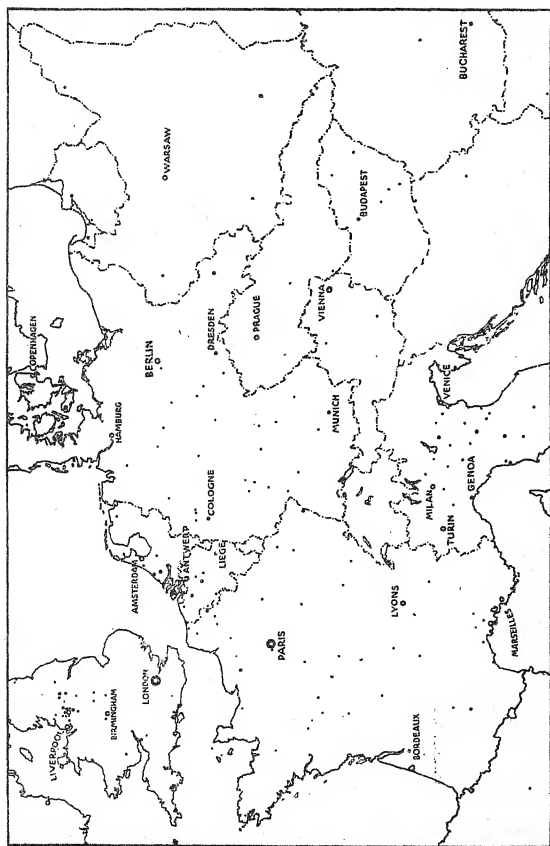 COPENHAGEN
HAMBURG
BERLIN
WARSAW
DRESDEN
PRAGUE
VIENNA
BUDAPEST
BUCHAREST
MUNICH
COLOGNE
AMSTERDAM
ANTWERP
LIEGE
LIVERPOOL
BIRMINGHAM
LONDON
PARIS
LYONS
BORDEAUX
MARSEILLES
TURIN
MILAN
GENOA
VENICE